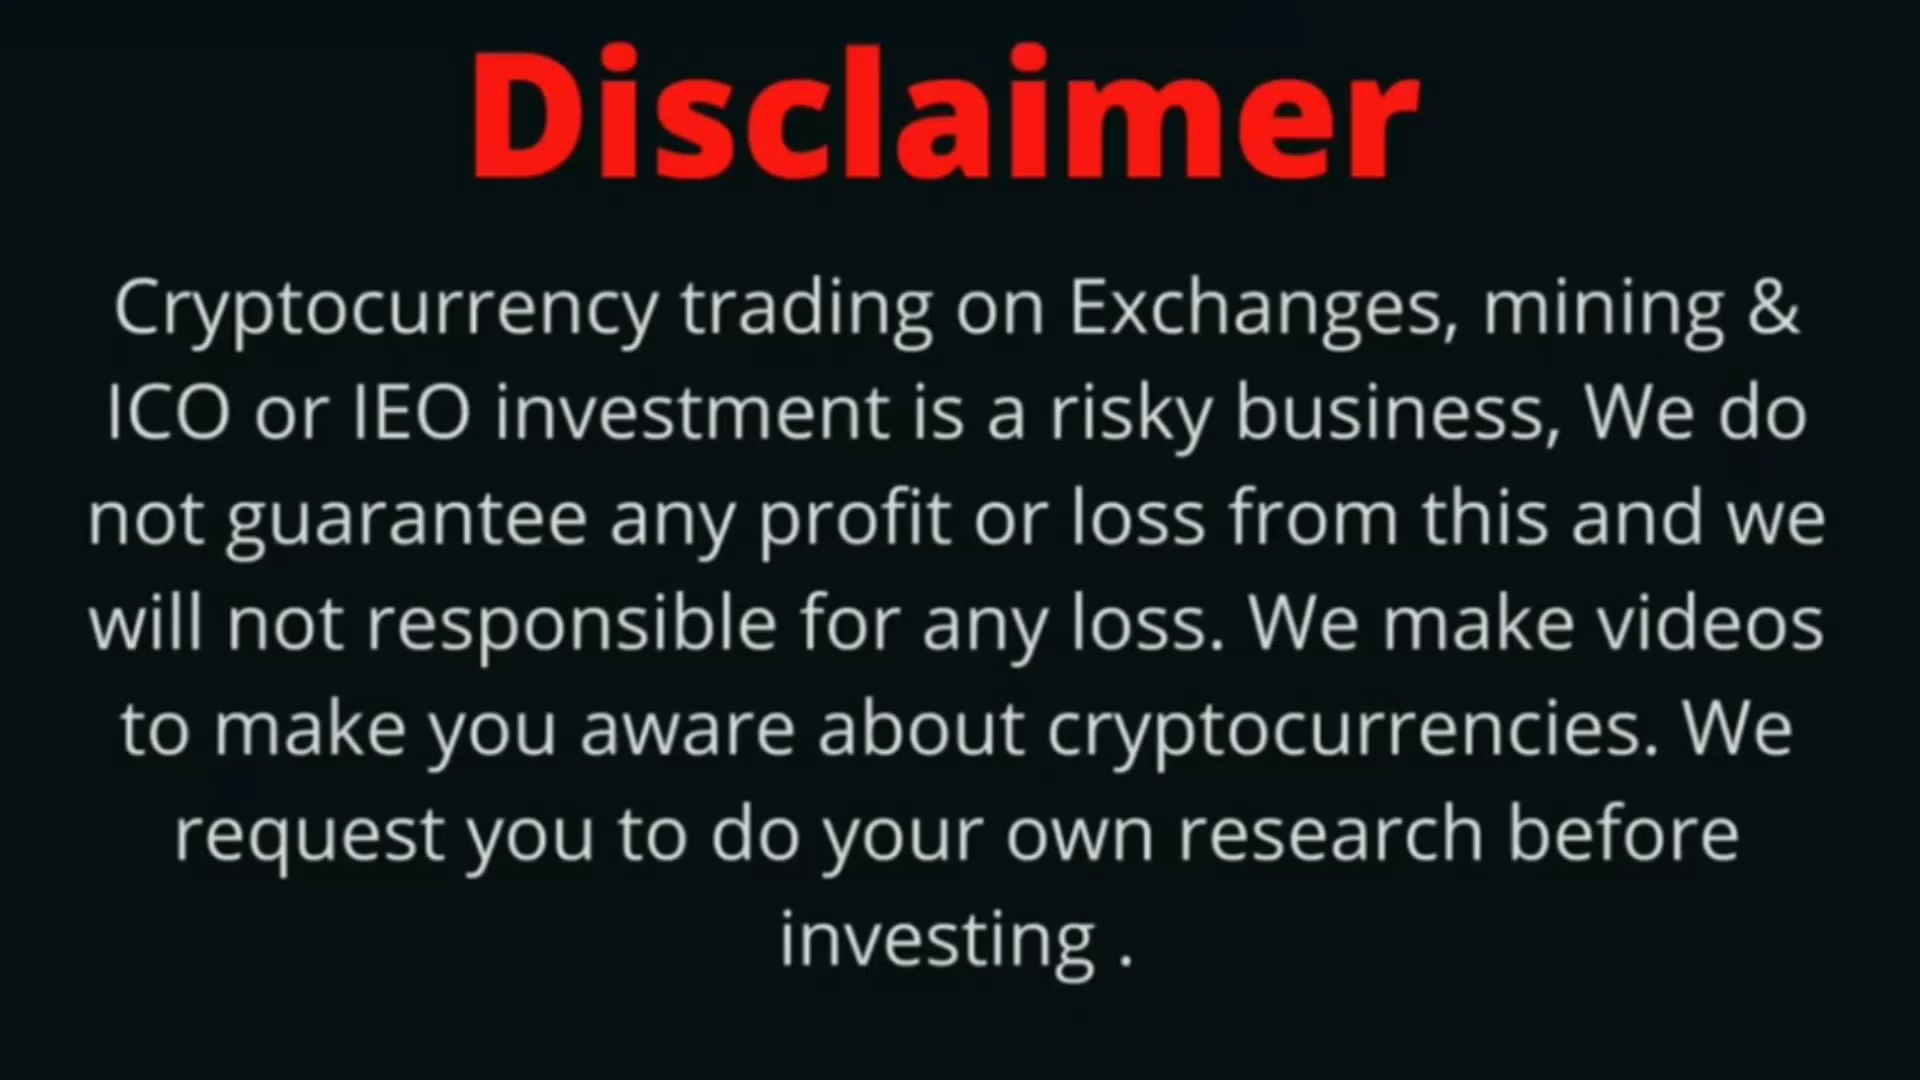 Disclaimer
Cryptocurrency trading on Exchanges, mining &
ICO or IEO investment is a risky business, We do
not guarantee any profit or loss from this and we
will not responsible for any loss. We make videos
to make you aware about cryptocurrencies. We
request you to do your own research before
investing .